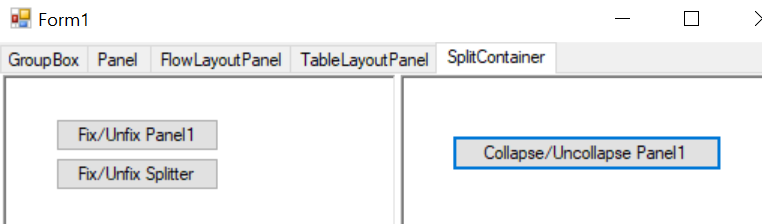 Form1
GroupBox Panel FlowLayoutPanel TableLayoutPanel SplitContainer
Fix/Unfix Panel1
Fix/Unfix Splitter
Collapse/Uncollapse Panel1